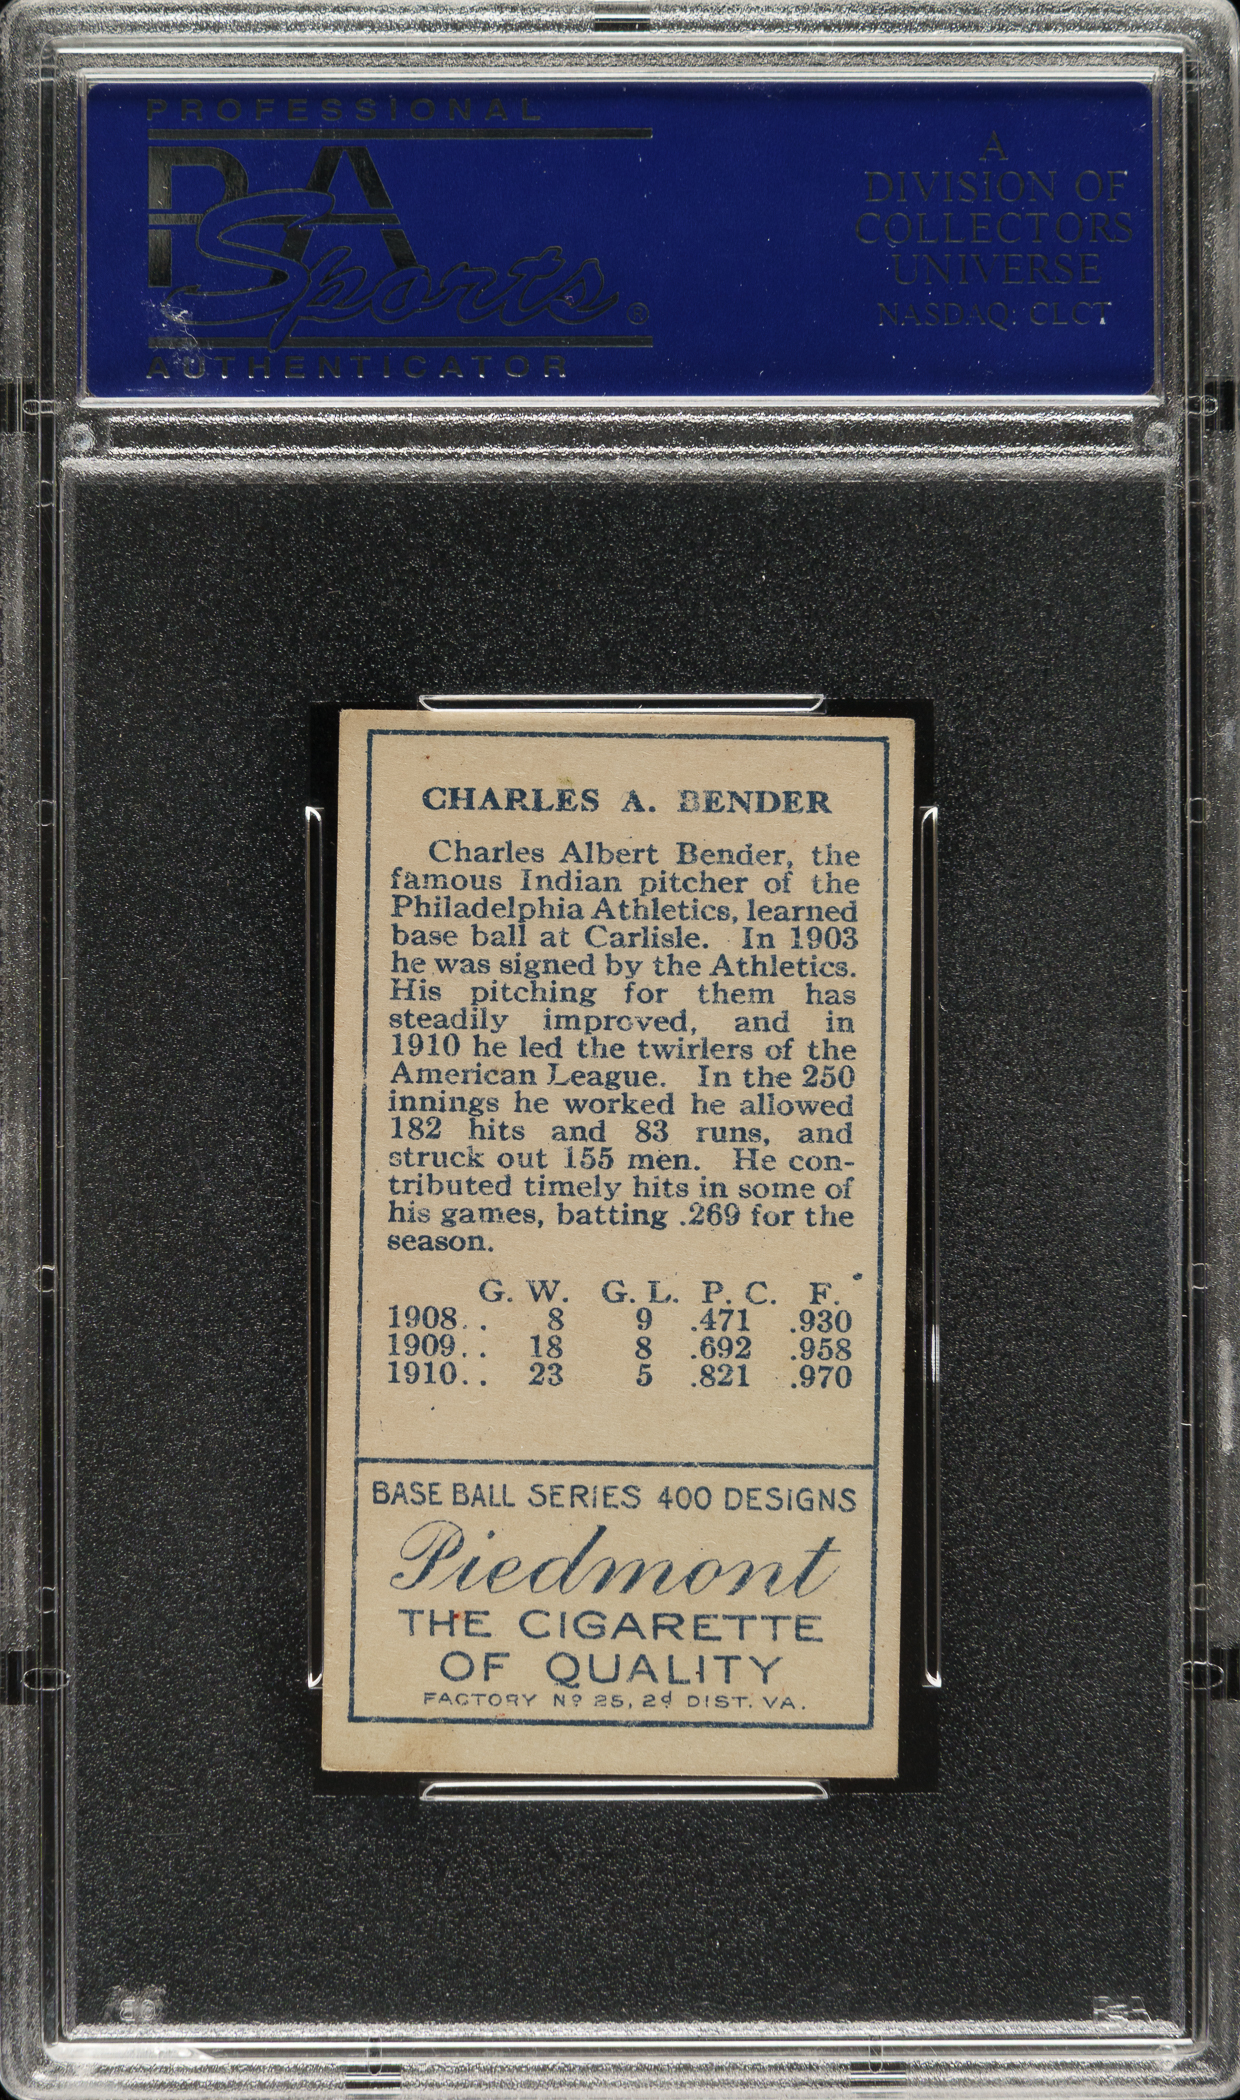 PROFESSIONAL
PSA
Sports®
AUTHENTICATOR
A
DIVISION OF
COLLECTORS
UNIVERSE
NASDAQ: CLCT
CHARLES A. BENDER
Charles Albert Bender, the
famous Indian pitcher of the
Philadelphia Athletics, learned
base ball at Carlisle. In 1903
he was signed by the Athletics.
His pitching for them has
steadily improved, and in
1910 he led the twirlers of the
American League. In the 250
innings he worked he allowed
182 hits and 83 runs, and
struck out 155 men. He con-
tributed timely hits in some of
his games, batting .269 for the
season.
G. W. G. L. P. C. F.
1908.. 8 9 .471 .930
1909.. 18 8 .692 .958
1910.. 23 5 .821 .970
BASE BALL SERIES 400 DESIGNS
Piedmont
THE CIGARETTE
OF QUALITY
FACTORY Nº 25, 2d DIST. VA.
PSA